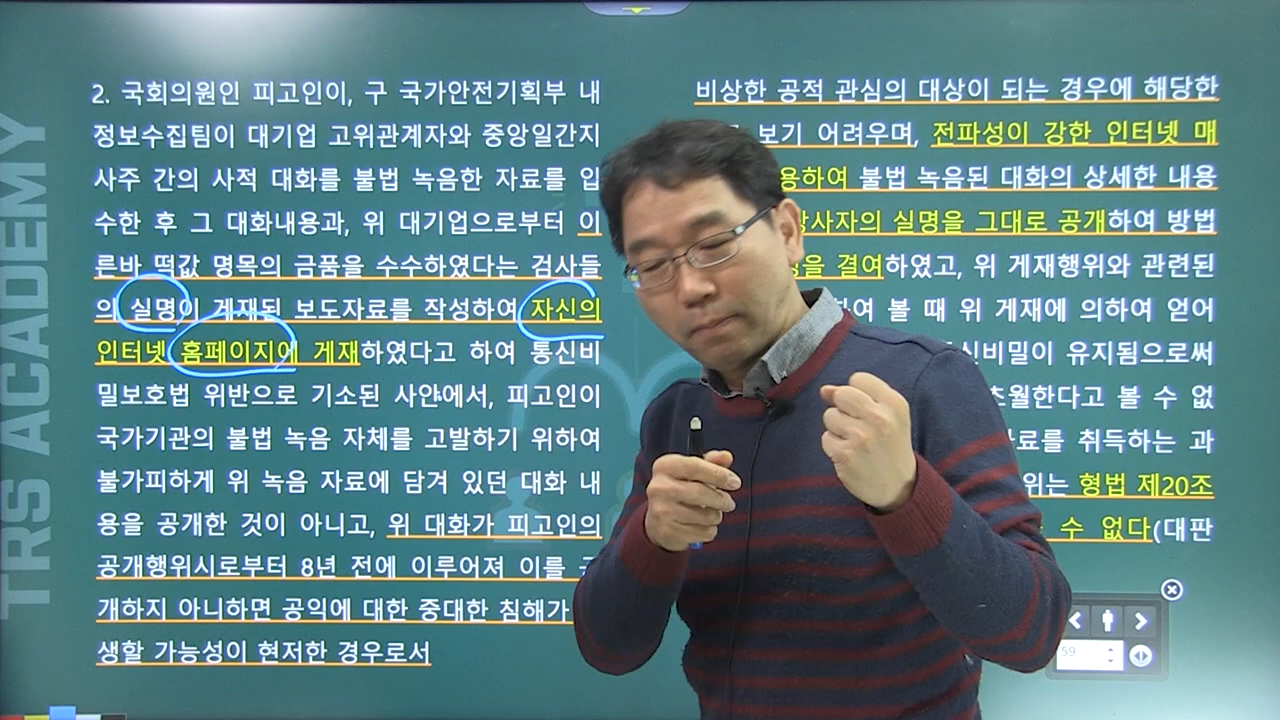 TRS ACADEMY
2. 국회의원인 피고인이, 구 국가안전기획부 내
정보수집팀이 대기업 고위관계자와 중앙일간지
사주 간의 사적 대화를 불법 녹음한 자료를 입
수한 후 그 대화내용과, 위 대기업으로부터 이
른바 떡값 명목의 금품을 수수하였다는 검사들
의 실명이 게재된 보도자료를 작성하여 자신의
인터넷 홈페이지에 게재하였다고 하여 통신비
밀보호법 위반으로 기소된 사안에서, 피고인이
국가기관의 불법 녹음 자체를 고발하기 위하여
불가피하게 위 녹음 자료에 담겨 있던 대화 내
용을 공개한 것이 아니고, 위 대화가 피고인의
공개행위시로부터 8년 전에 이루어져 이를
개하지 아니하면 공익에 대한 중대한 침해가
생할 가능성이 현저한 경우로서
비상한 공적 관심의 대상이 되는 경우에 해당한
보기 어려우며, 전파성이 강한 인터넷 매
용하여 불법 녹음된 대화의 상세한 내용
실명을 그대로 공개하여 방법
을 결여하였고, 위 게재행위와 관련된
여 볼 때 위 게재에 의하여 얻어
신비밀이 유지됨으로써
초월한다고 볼 수 없
료를 취득하는 과
위는 형법 제20조
수 없다(대판
59